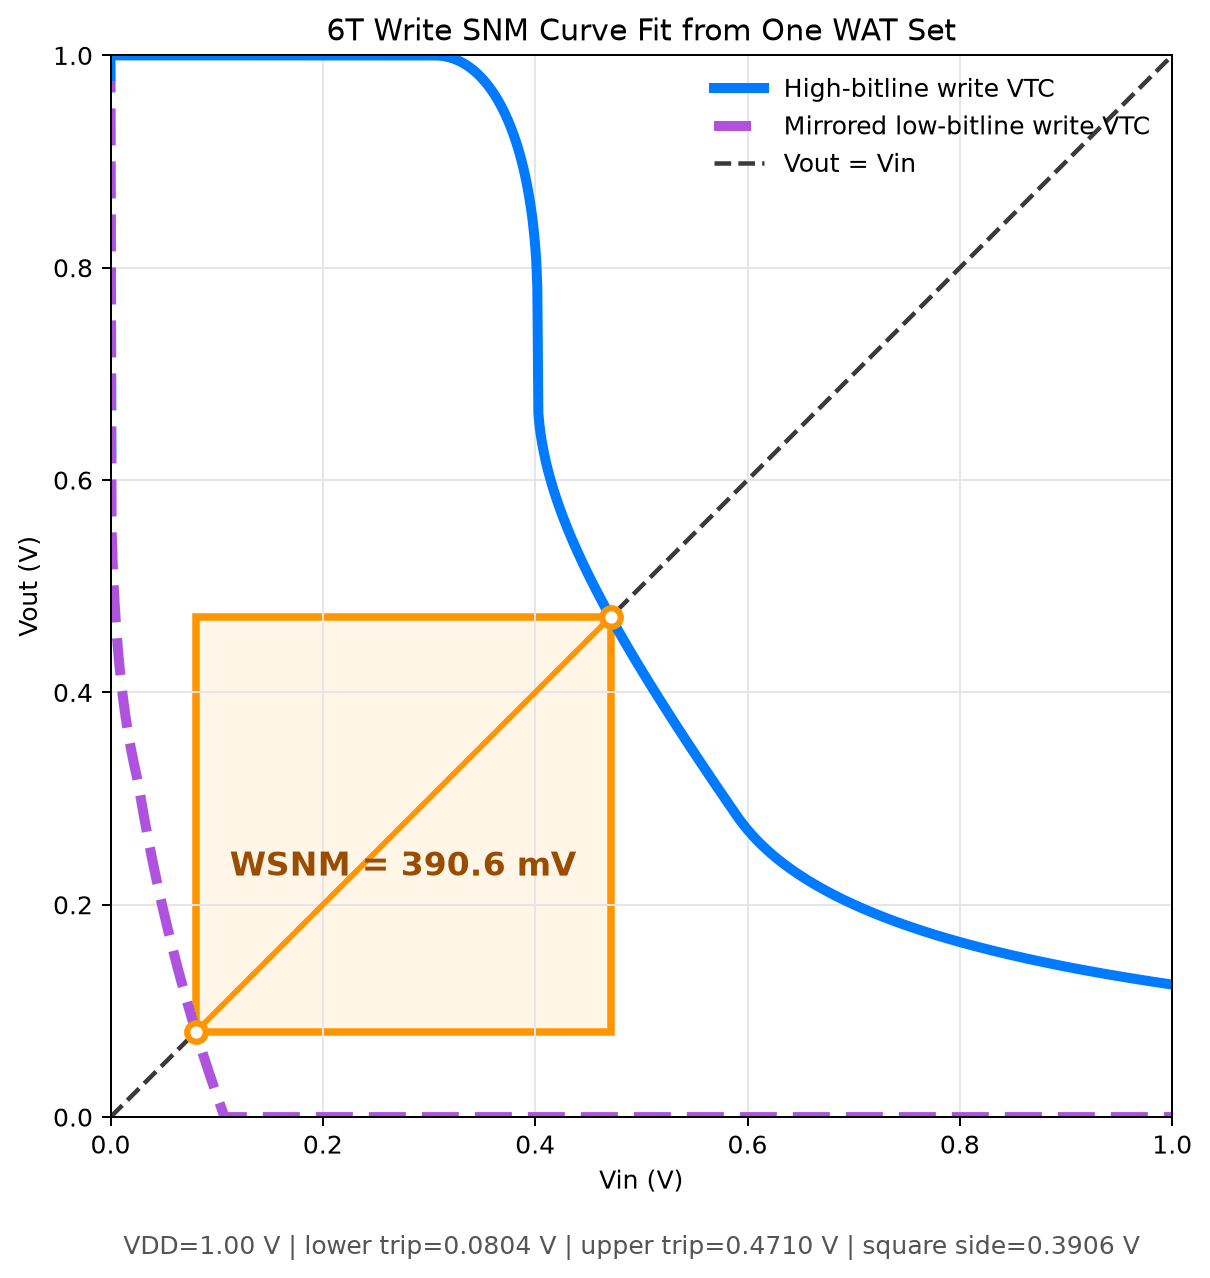 6T Write SNM Curve Fit from One WAT Set
High-bitline write VTC
Mirrored low-bitline write VTC
Vout = Vin
1.0
0.8
0.6
0.4
0.2
0.0
Vout (V)
WSNM = 390.6 mV
0.0 0.2 0.4 0.6 0.8 1.0
Vin (V)
VDD=1.00 V | lower trip=0.0804 V | upper trip=0.4710 V | square side=0.3906 V